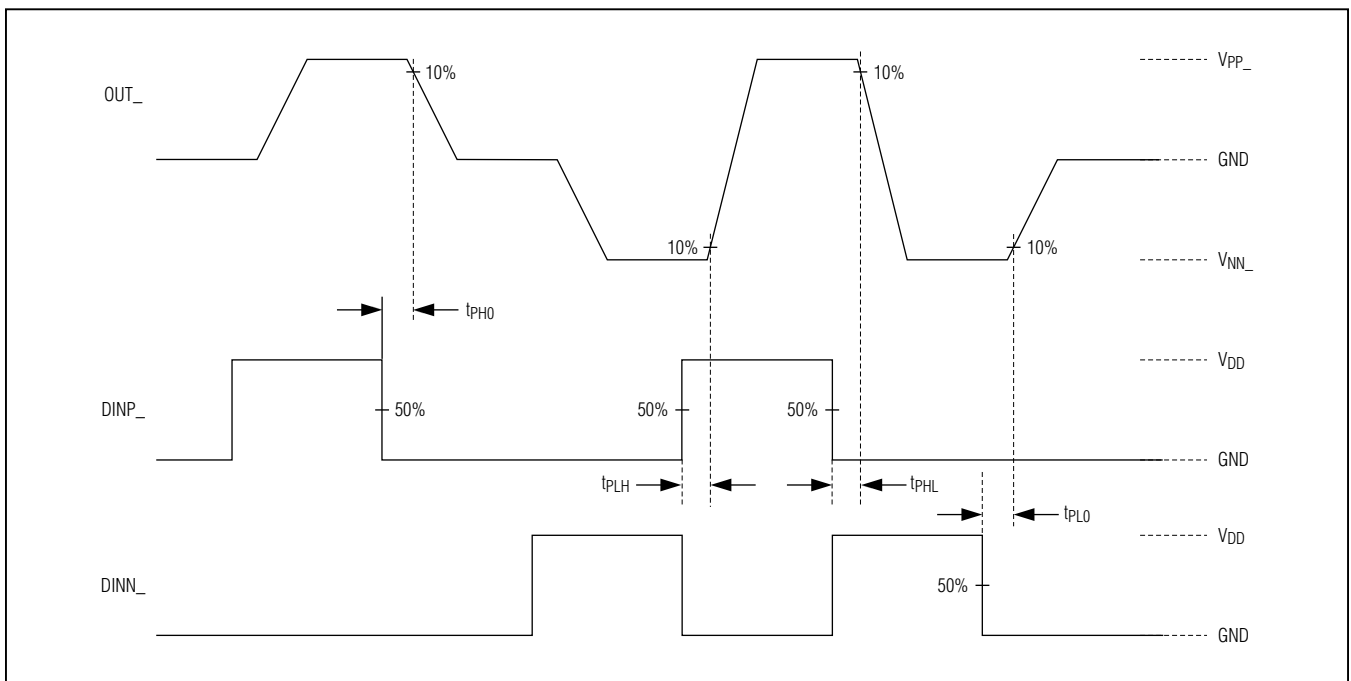 VPP_
10%
10%
OUT_
GND
10%
10%
VNN_
tPH0
VDD
DINP_
50%
50%
50%
GND
tPLH
tPHL
tPL0
VDD
DINN_
50%
GND